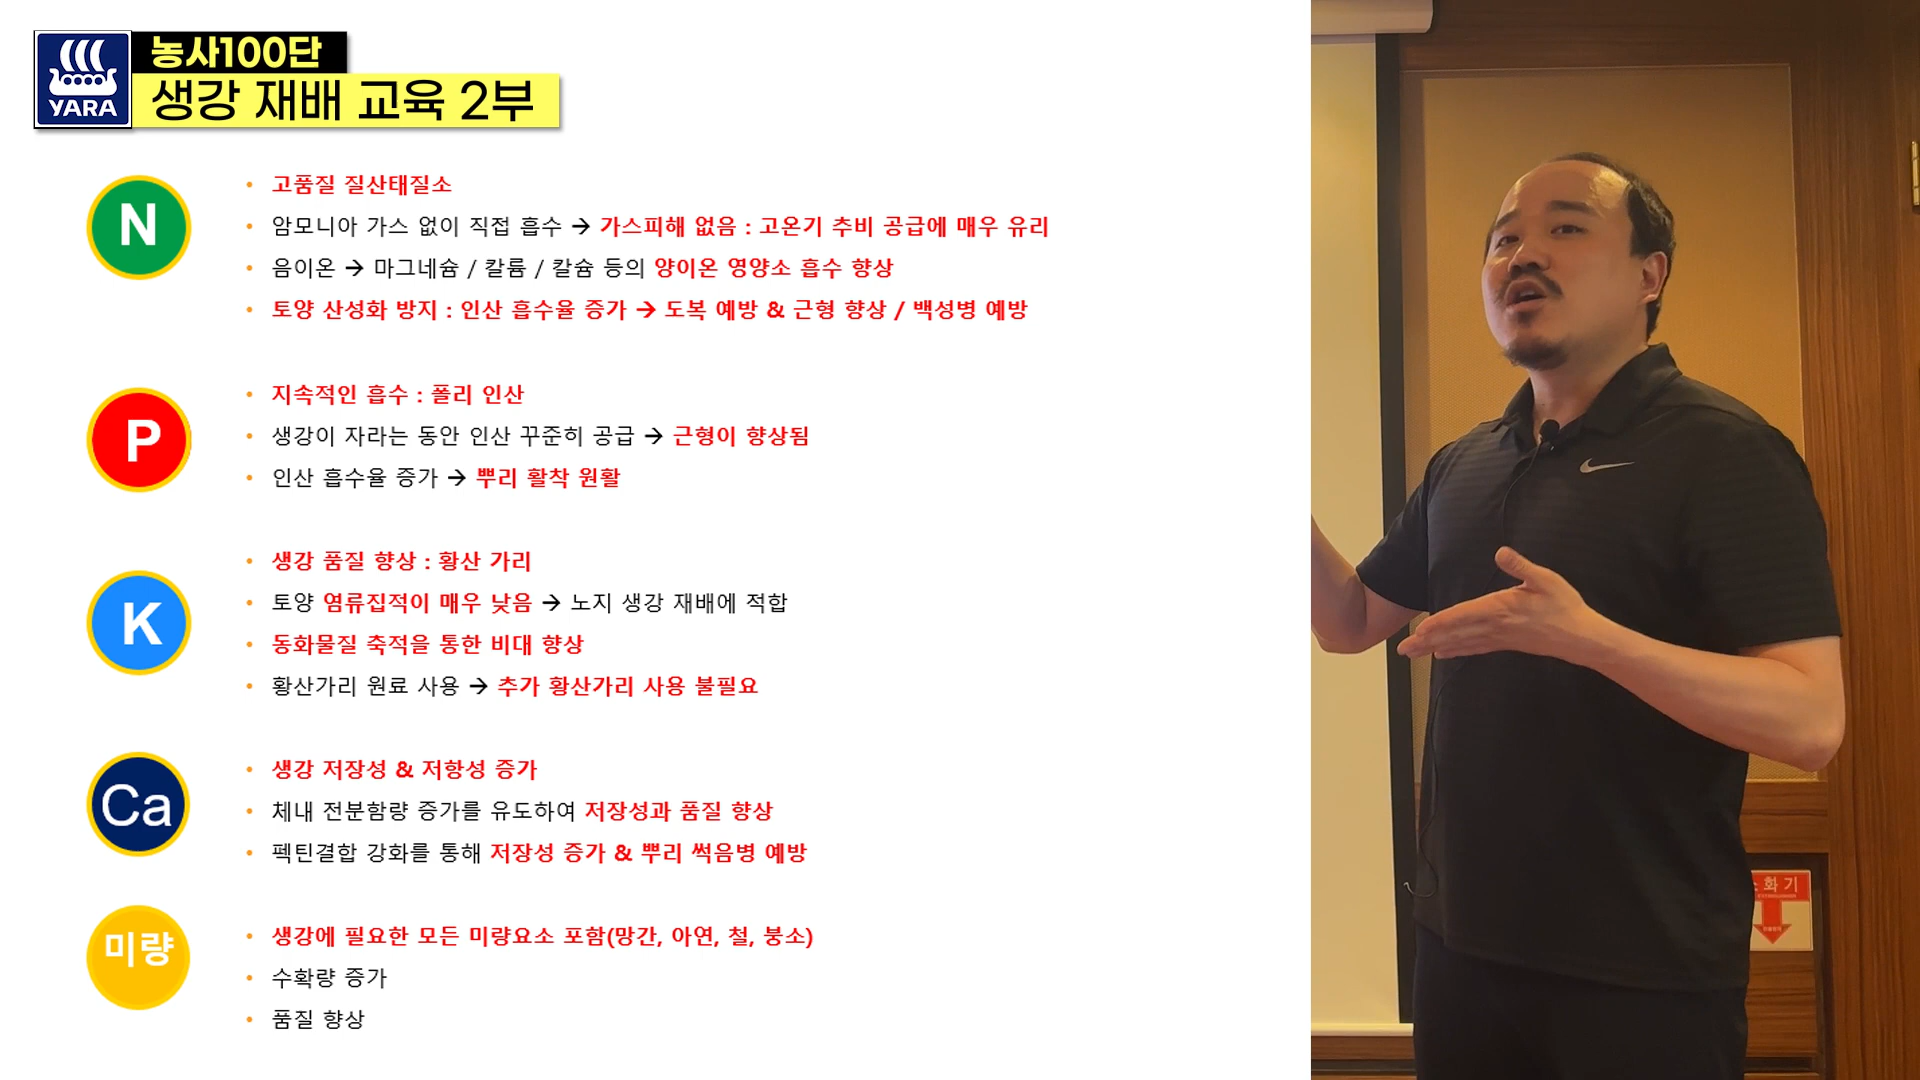 YARA
농사100단
생강 재배 교육 2부
N
• 고품질 질산태질소
• 암모니아 가스 없이 직접 흡수 → 가스피해 없음 : 고온기 추비 공급에 매우 유리
• 음이온 → 마그네슘 / 칼륨 / 칼슘 등의 양이온 영양소 흡수 향상
• 토양 산성화 방지 : 인산 흡수율 증가 → 도복 예방 & 근형 향상 / 백성병 예방
P
• 지속적인 흡수 : 폴리 인산
• 생강이 자라는 동안 인산 꾸준히 공급 → 근형이 향상됨
• 인산 흡수율 증가 → 뿌리 활착 원활
K
• 생강 품질 향상 : 황산 가리
• 토양 염류집적이 매우 낮음 → 노지 생강 재배에 적합
• 동화물질 축적을 통한 비대 향상
• 황산가리 원료 사용 → 추가 황산가리 사용 불필요
Ca
• 생강 저장성 & 저항성 증가
• 체내 전분함량 증가를 유도하여 저장성과 품질 향상
• 펙틴결합 강화를 통해 저장성 증가 & 뿌리 썩음병 예방
미량
• 생강에 필요한 모든 미량요소 포함(망간, 아연, 철, 붕소)
• 수확량 증가
• 품질 향상
화기